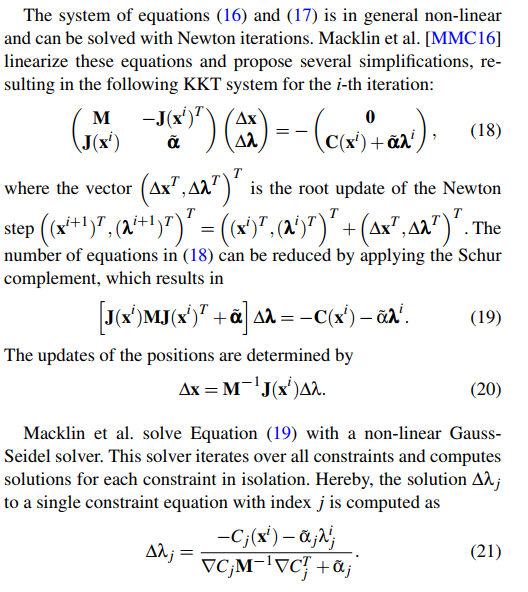 The system of equations (16) and (17) is in general non-linear
and can be solved with Newton iterations. Macklin et al. [MMC16]
linearize these equations and propose several simplifications, re-
sulting in the following KKT system for the i-th iteration:
$$\begin{pmatrix} \mathbf{M} & -\mathbf{J}(\mathbf{x}^i)^T \\ \mathbf{J}(\mathbf{x}^i) & \tilde{\boldsymbol{\alpha}} \end{pmatrix} \begin{pmatrix} \Delta\mathbf{x} \\ \Delta\boldsymbol{\lambda} \end{pmatrix} = - \begin{pmatrix} \mathbf{0} \\ \mathbf{C}(\mathbf{x}^i) + \tilde{\boldsymbol{\alpha}}\boldsymbol{\lambda}^i \end{pmatrix}, \quad (18)$$
where the vector $\left(\Delta\mathbf{x}^T, \Delta\boldsymbol{\lambda}^T\right)^T$ is the root update of the Newton
step $\left((\mathbf{x}^{i+1})^T, (\boldsymbol{\lambda}^{i+1})^T\right)^T = \left((\mathbf{x}^i)^T, (\boldsymbol{\lambda}^i)^T\right)^T + \left(\Delta\mathbf{x}^T, \Delta\boldsymbol{\lambda}^T\right)^T$. The
number of equations in (18) can be reduced by applying the Schur
complement, which results in
$$\left[\mathbf{J}(\mathbf{x}^i)\mathbf{M}\mathbf{J}(\mathbf{x}^i)^T + \tilde{\boldsymbol{\alpha}}\right] \Delta\boldsymbol{\lambda} = -\mathbf{C}(\mathbf{x}^i) - \tilde{\alpha}\boldsymbol{\lambda}^i. \quad (19)$$
The updates of the positions are determined by
$$\Delta\mathbf{x} = \mathbf{M}^{-1}\mathbf{J}(\mathbf{x}^i)\Delta\lambda. \quad (20)$$
Macklin et al. solve Equation (19) with a non-linear Gauss-
Seidel solver. This solver iterates over all constraints and computes
solutions for each constraint in isolation. Hereby, the solution $\Delta\lambda_j$
to a single constraint equation with index $j$ is computed as
$$\Delta\lambda_j = \frac{-C_j(\mathbf{x}^i) - \tilde{\alpha}_j\lambda_j^i}{\nabla C_j\mathbf{M}^{-1}\nabla C_j^T + \tilde{\alpha}_j}. \quad (21)$$